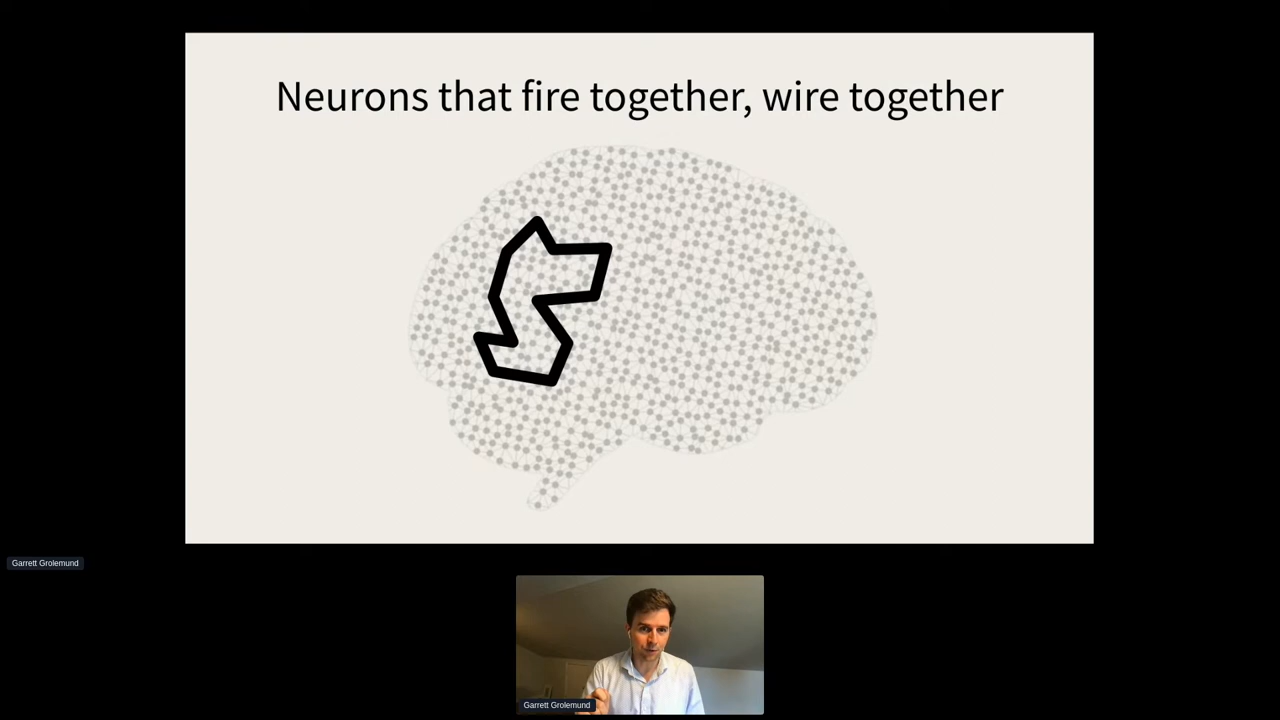 Neurons that fire together, wire together
Garrett Grolemund
Garrett Grolemund